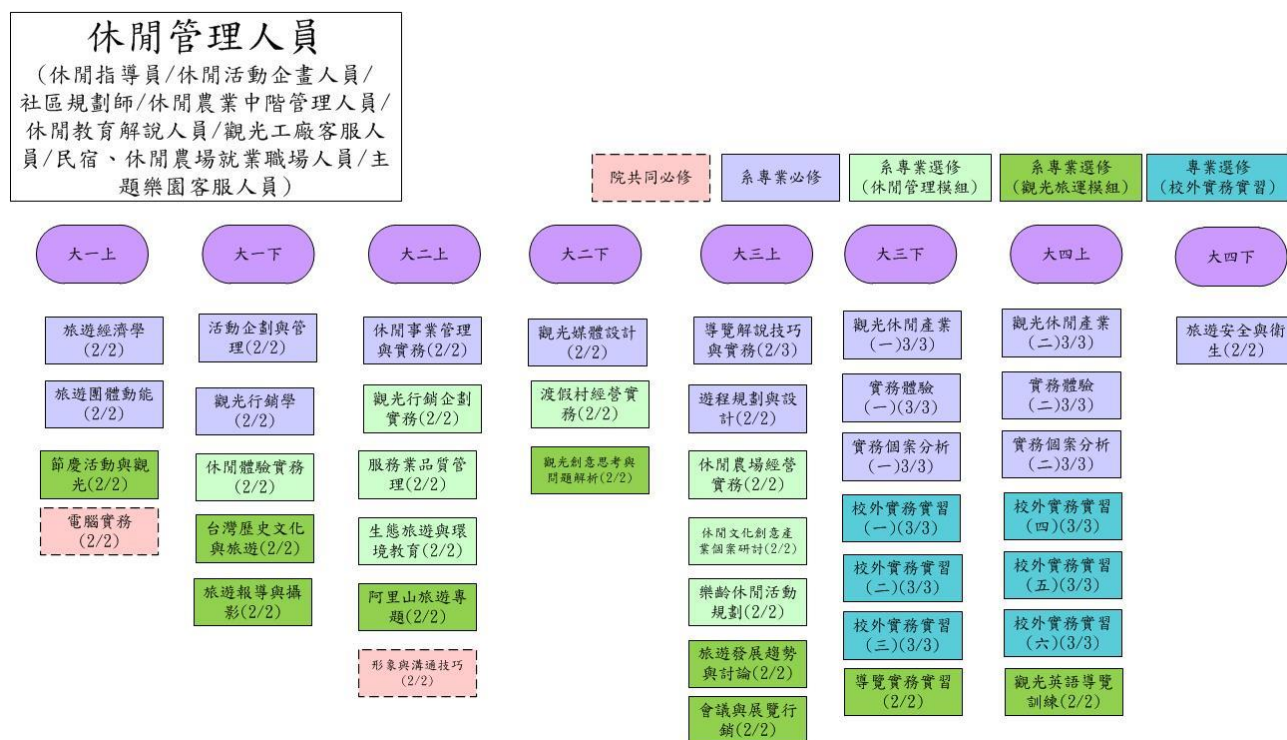 休閒管理人員
(休閒指導員/休閒活動企畫人員/
社區規劃師/休閒農業中階管理人員/
休閒教育解說人員/觀光工廠客服人
員/民宿、休閒農場就業職場人員/主
題樂園客服人員)
院共同必修
系專業必修
系專業選修
(休閒管理模組)
系專業選修
(觀光旅運模組)
專業選修
(校外實務實習)
大一上
大一下
大二上
大二下
大三上
大三下
大四上
大四下
旅遊經濟學
(2/2)
旅遊團體動能
(2/2)
節慶活動與觀
光(2/2)
電腦實務
(2/2)
活動企劃與管
理(2/2)
觀光行銷學
(2/2)
休閒體驗實務
(2/2)
台灣歷史文化
與旅遊(2/2)
旅遊報導與攝
影(2/2)
休閒事業管理
與實務(2/2)
觀光行銷企劃
實務(2/2)
服務業品質管
理(2/2)
生態旅遊與環
境教育(2/2)
阿里山旅遊專
題(2/2)
形象與溝通技巧
(2/2)
觀光媒體設計
(2/2)
渡假村經營實
務(2/2)
觀光創意思考與
問題解析(2/2)
導覽解說技巧
與實務(2/3)
遊程規劃與設
計(2/2)
休閒農場經營
實務(2/2)
休閒文化創意產
業個案研討(2/2)
樂齡休閒活動
規劃(2/2)
旅遊發展趨勢
與討論(2/2)
會議與展覽行
銷(2/2)
觀光休閒產業
(一)3/3)
實務體驗
(一)(3/3)
實務個案分析
(一)3/3)
校外實務實習
(一)(3/3)
校外實務實習
(二)(3/3)
校外實務實習
(三)(3/3)
導覽實務實習
(2/2)
觀光休閒產業
(二)3/3)
實務體驗
(二)3/3)
實務個案分析
(二)3/3)
校外實務實習
(四)(3/3)
校外實務實習
(五)(3/3)
校外實務實習
(六)(3/3)
觀光英語導覽
訓練(2/2)
旅遊安全與衛
生(2/2)